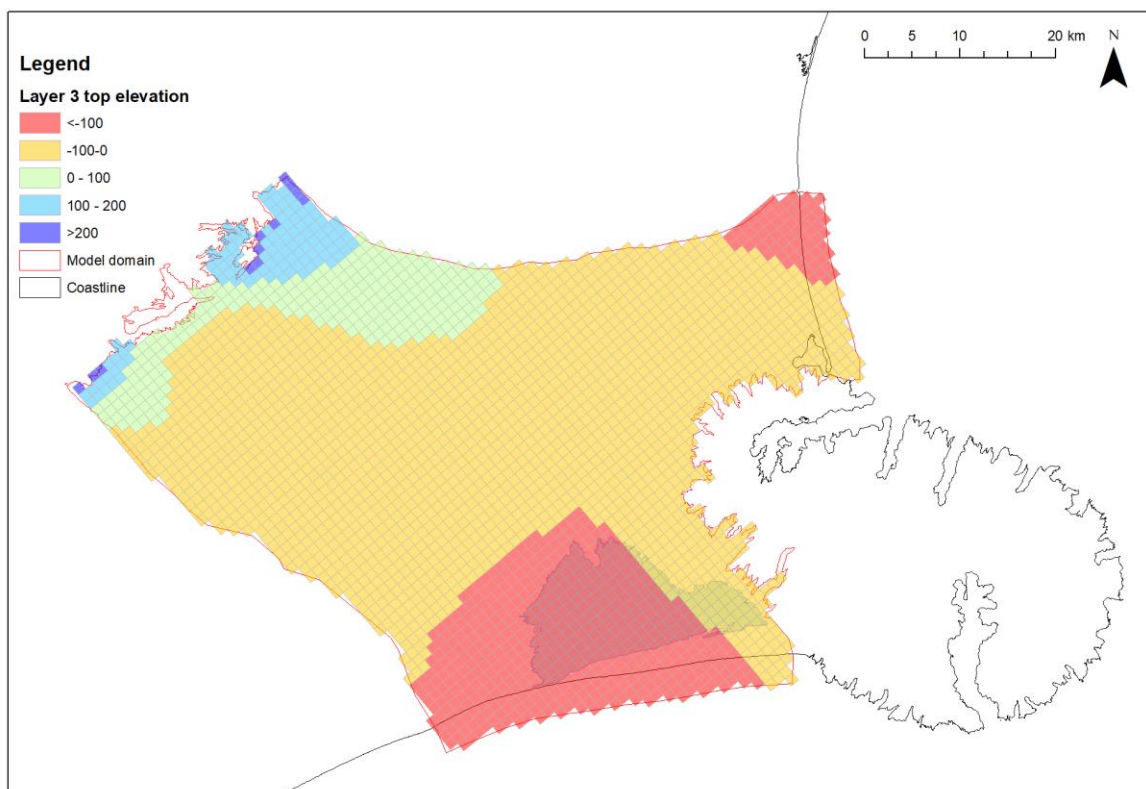 Legend
Layer 3 top elevation
<-100
-100-0
0 - 100
100 - 200
>200
Model domain
Coastline
0 5 10 20 km
N